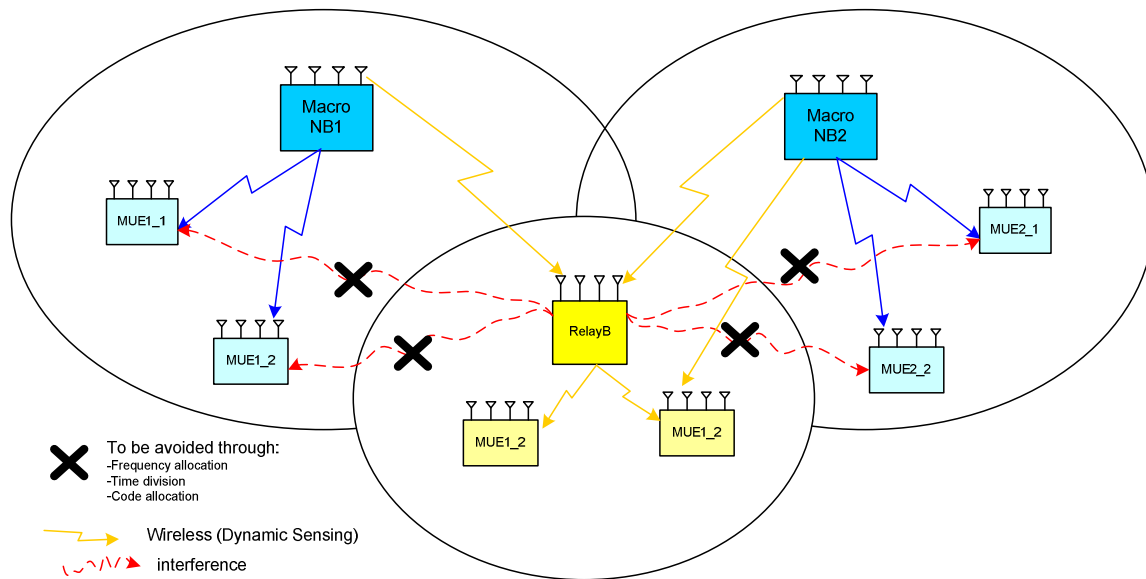 Macro
NB1
Macro
NB2
MUE1_1
MUE2_1
RelayB
MUE1_2
MUE2_2
MUE1_2
MUE1_2
To be avoided through:
-Frequency allocation
-Time division
-Code allocation
Wireless (Dynamic Sensing)
interference